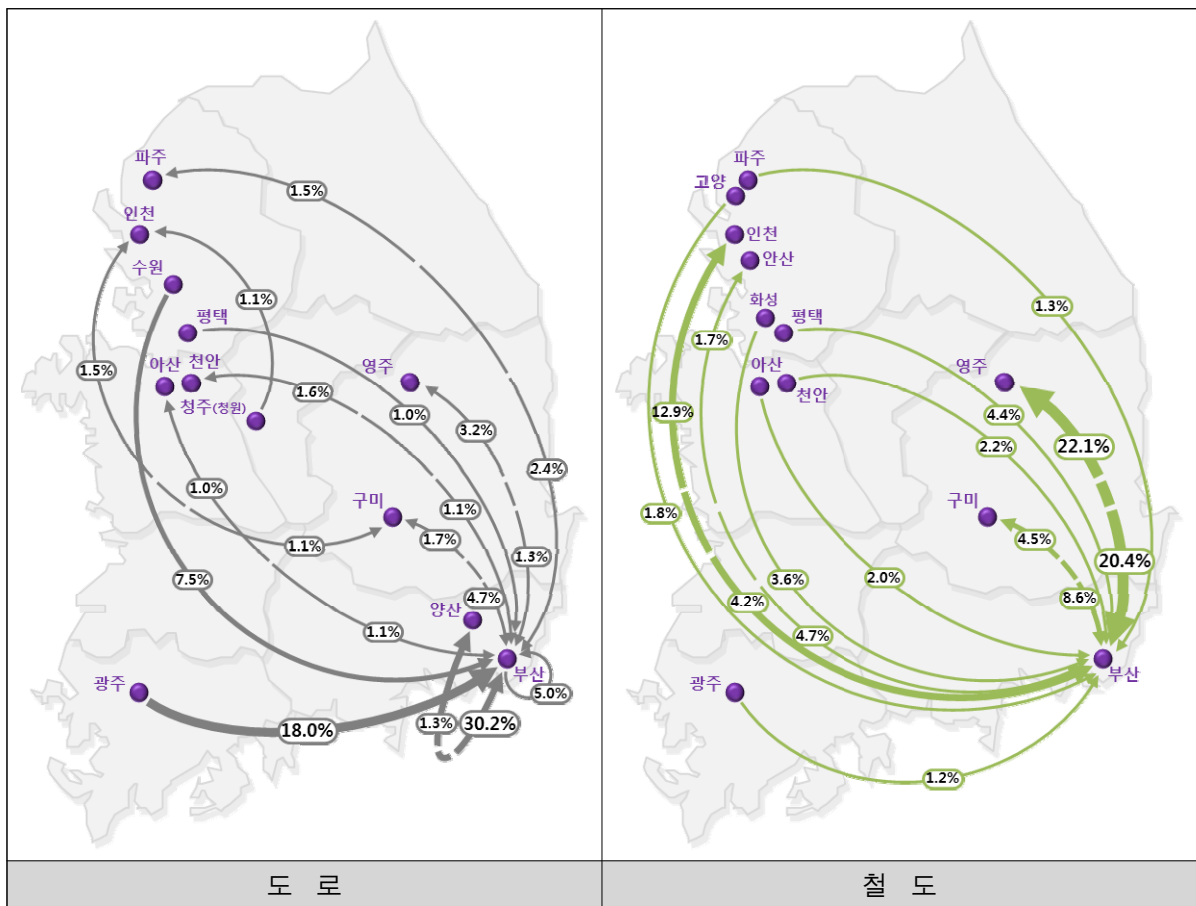 파주
1.5%
인천
수원
1.1%
평택
1.5%
아산 천안
영주
청주(청원)
1.6%
1.0%
3.2%
2.4%
1.0%
구미
1.1%
1.1%
1.7%
1.3%
7.5%
4.7%
양산
1.1%
부산
5.0%
광주
18.0%
1.3%
30.2%
도 로
파주
고양
인천
안산
화성
1.3%
평택
1.7%
아산
천안
영주
12.9%
4.4%
2.2%
22.1%
구미
1.8%
4.5%
20.4%
3.6%
2.0%
4.2%
8.6%
4.7%
부산
광주
1.2%
철 도